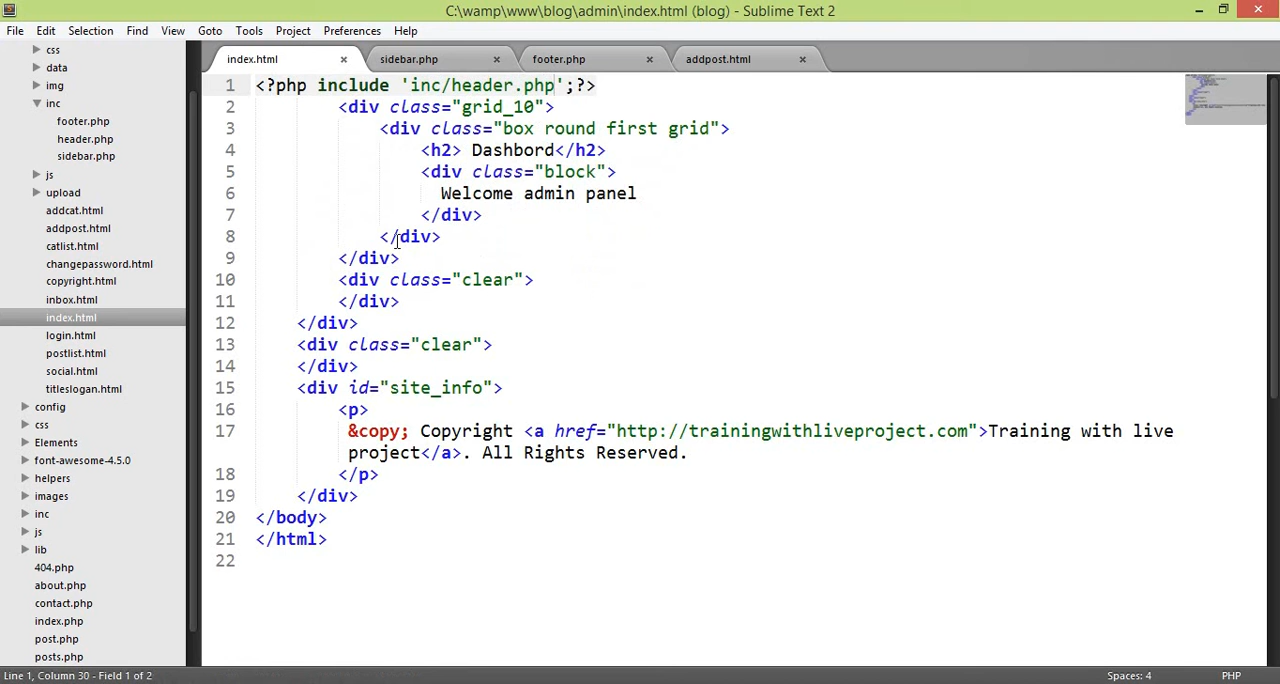 C:\wamp\www\blog\admin\index.html (blog) - Sublime Text 2
File Edit Selection Find View Goto Tools Project Preferences Help
css
data
img
inc
footer.php
header.php
sidebar.php
js
upload
addcat.html
addpost.html
catlist.html
changepassword.html
copyright.html
inbox.html
index.html
login.html
postlist.html
social.html
titleslogan.html
config
css
Elements
font-awesome-4.5.0
helpers
images
inc
js
lib
404.php
about.php
contact.php
index.php
post.php
posts.php
index.html sidebar.php footer.php addpost.html
1 <?php include 'inc/header.php';?>
2 <div class="grid_10">
3 <div class="box round first grid">
4 <h2> Dashbord</h2>
5 <div class="block">
6 Welcome admin panel
7 </div>
8 </div>
9 </div>
10 <div class="clear">
11 </div>
12 </div>
13 <div class="clear">
14 </div>
15 <div id="site_info">
16 <p>
17 &copy; Copyright <a href="http://trainingwithliveproject.com">Training with live
project</a>. All Rights Reserved.
18 </p>
19 </div>
20 </body>
21 </html>
22
Line 1, Column 30 - Field 1 of 2 Spaces: 4 PHP